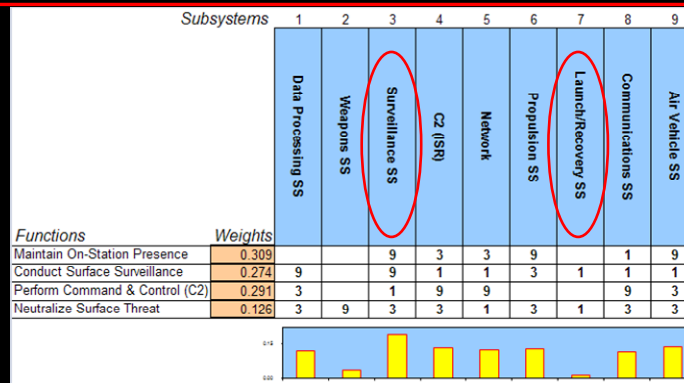 Subsystems 1 2 3 4 5 6 7 8 9
Data Processing SS
Weapons SS
Surveillance SS
C2 (ISR)
Network
Propulsion SS
Launch/Recovery SS
Communications SS
Air Vehicle SS
Functions Weights
Maintain On-Station Presence 0.309 9 3 3 9 1 9
Conduct Surface Surveillance 0.274 9 9 1 1 3 1 1 1
Perform Command & Control (C2) 0.291 3 1 9 9 9 3
Neutralize Surface Threat 0.126 3 9 3 3 1 3 1 3 3
0.15
0.00